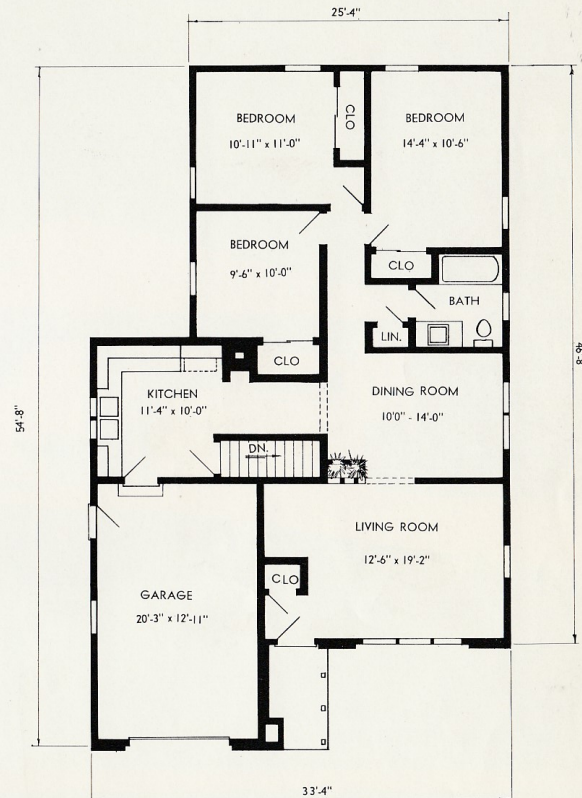 25'-4"
BEDROOM
10'-11" x 11'-0"
CLO
BEDROOM
14'-4" x 10'-6"
BEDROOM
9'-6" x 10'-0"
CLO
BATH
LIN.
CLO
KITCHEN
11'-4" x 10'-0"
DINING ROOM
10'0" - 14'-0"
DN.
54'-8"
46'-8
LIVING ROOM
12'-6" x 19'-2"
CLO
GARAGE
20'-3" x 12'-11"
33'-4"